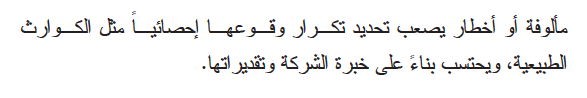 مألوفة أو أخطار يصعب تحديد تكرار وقوعها إحصائياً مثل الكوارث
الطبيعية، ويحتسب بناءً على خبرة الشركة وتقديراتها.